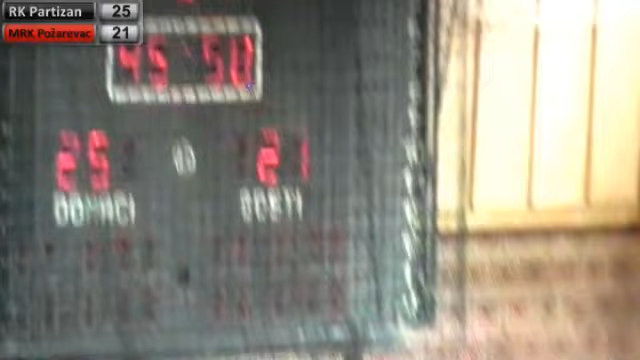 RK Partizan 25
MRK Požarevac 21
45 50
25 21
DOMACI GOSTI